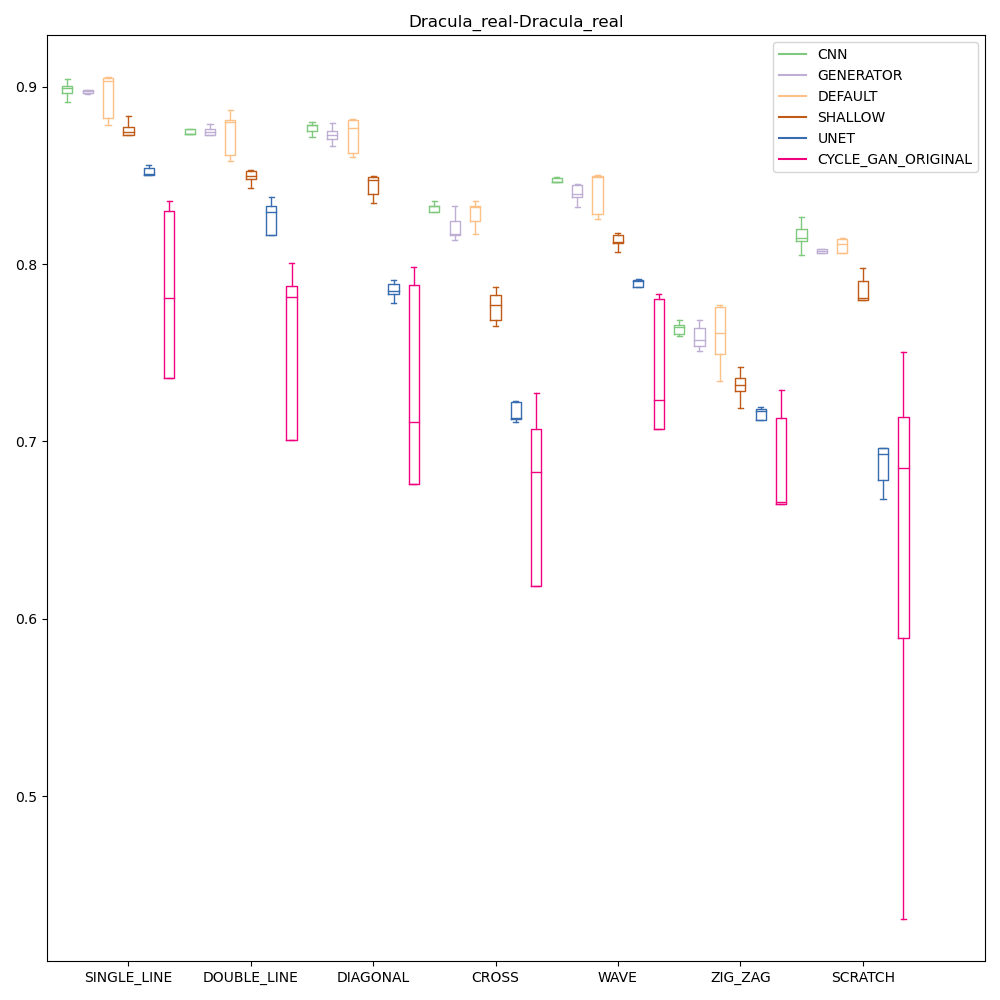 Dracula_real-Dracula_real
CNN
GENERATOR
DEFAULT
SHALLOW
UNET
CYCLE_GAN_ORIGINAL
0.9
0.8
0.7
0.6
0.5
SINGLE_LINE DOUBLE_LINE DIAGONAL CROSS WAVE ZIG_ZAG SCRATCH